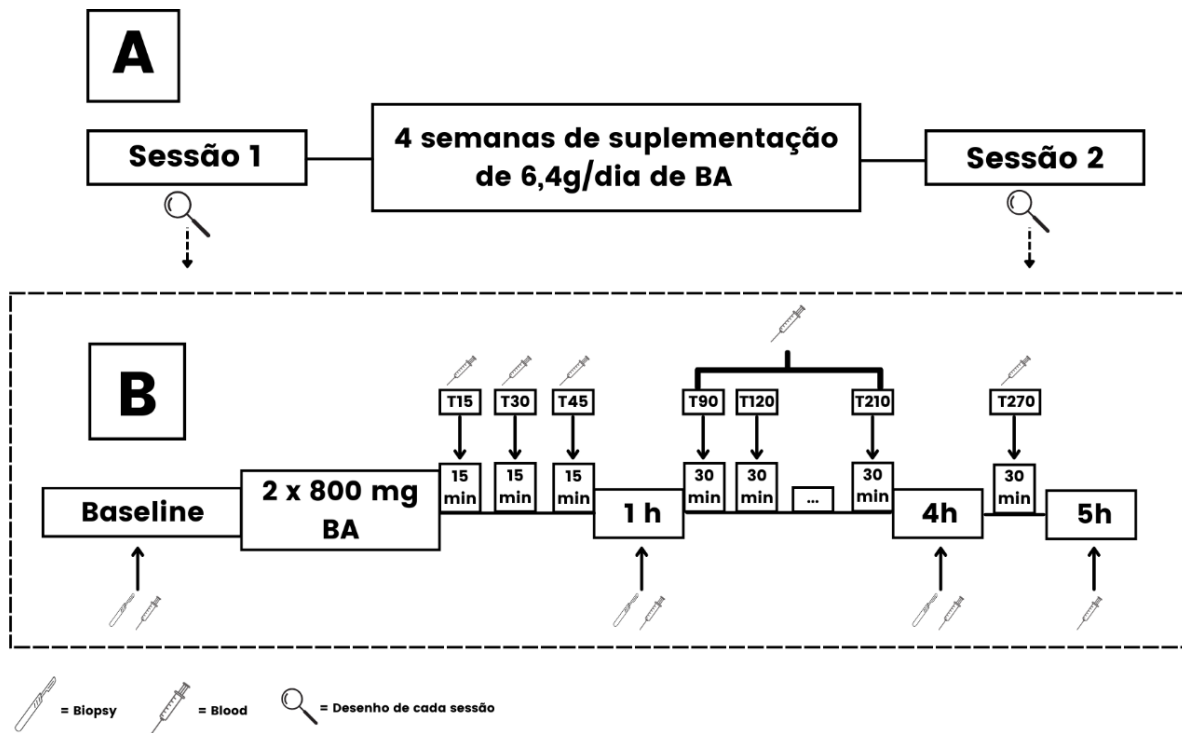 A
Sessão 1
4 semanas de suplementação
de 6,4g/dia de BA
Sessão 2
B
T15
T30
T45
T90
T120
T210
T270
Baseline
2 x 800 mg
BA
15
min
15
min
15
min
1 h
30
min
30
min
...
30
min
4h
30
min
5h
= Biopsy
= Blood
= Desenho de cada sessão